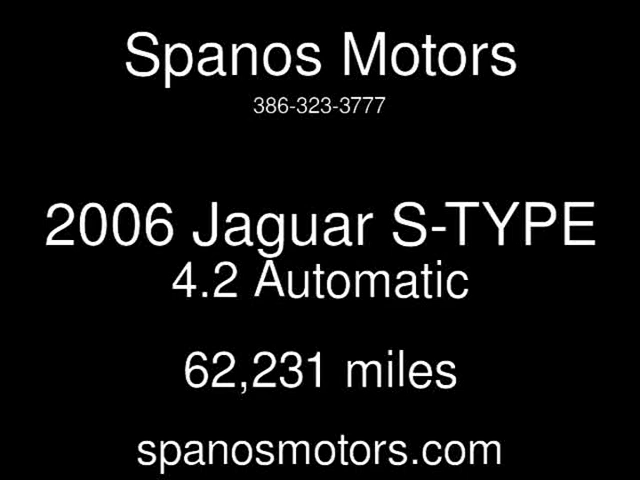 Spanos Motors
386-323-3777
2006 Jaguar S-TYPE
4.2 Automatic
62,231 miles
spanosmotors.com